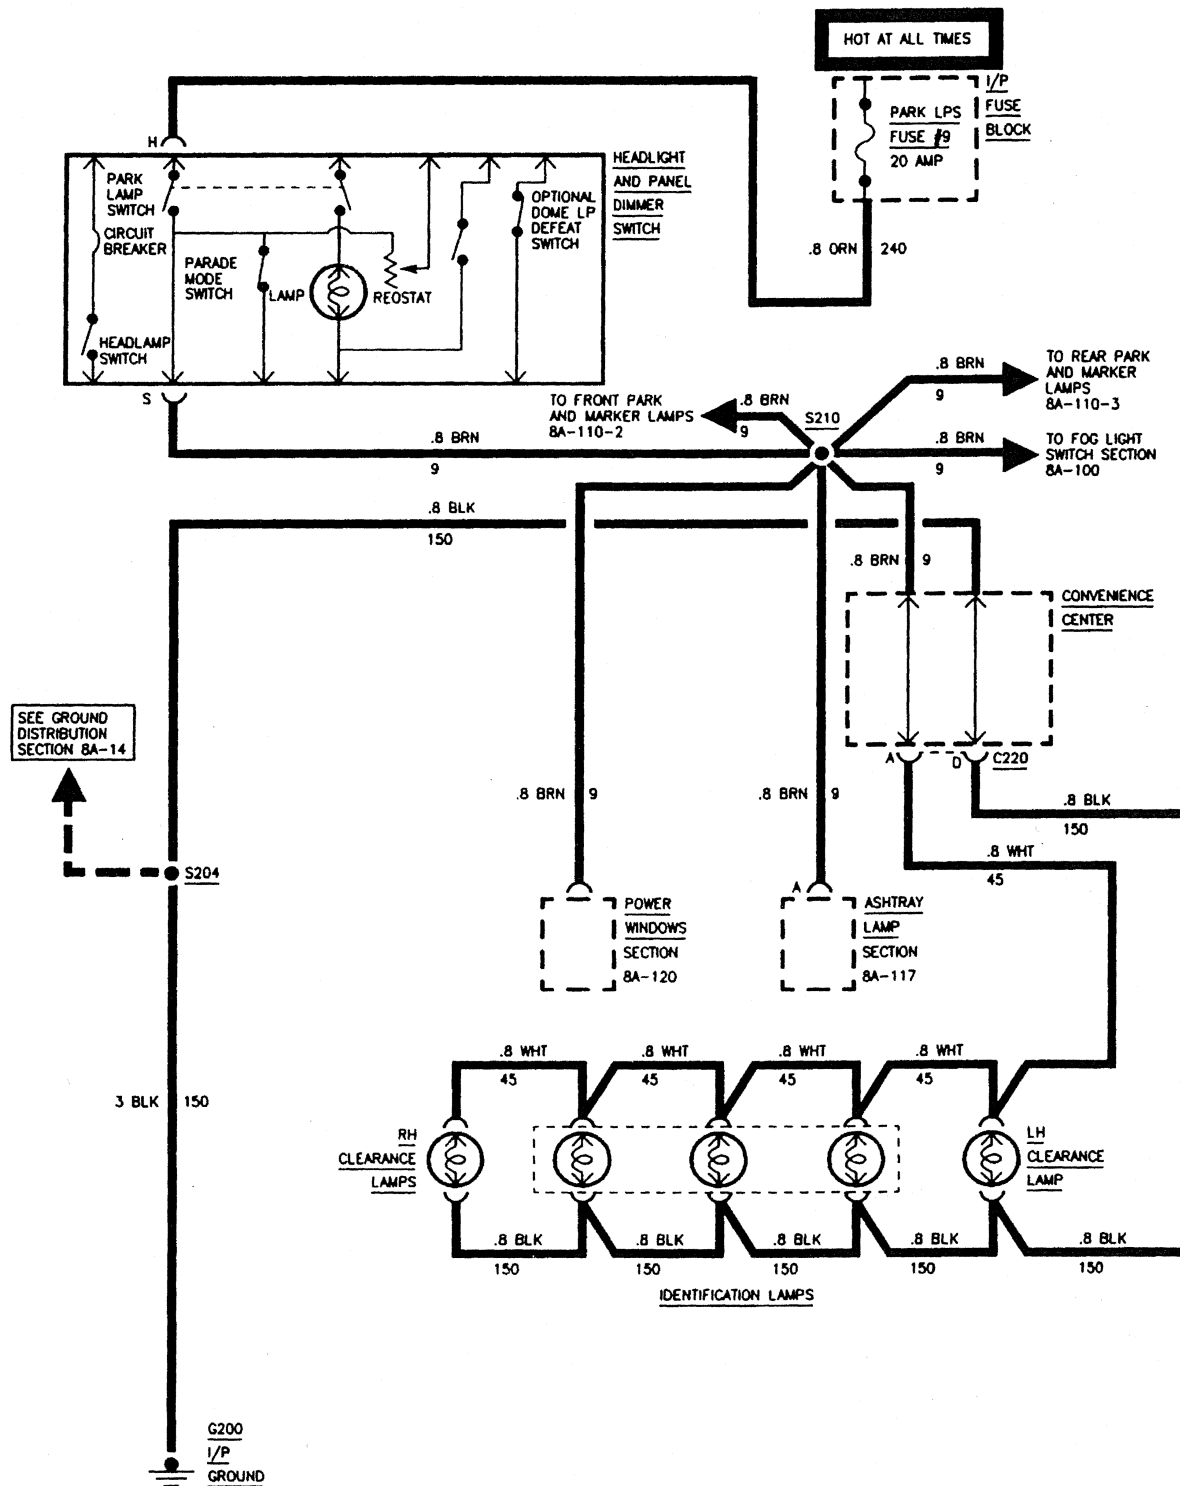 HOT AT ALL TIMES
I/P
FUSE
BLOCK
PARK LPS
FUSE #9
20 AMP
.8 ORN 240
H
HEADLIGHT
AND PANEL
DIMMER
SWITCH
PARK
LAMP
SWITCH
CIRCUIT
BREAKER
PARADE
MODE
SWITCH
LAMP
REOSTAT
OPTIONAL
DOME LP
DEFEAT
SWITCH
HEADLAMP
SWITCH
S
TO FRONT PARK
AND MARKER LAMPS
8A-110-2
.8 BRN
9
S210
.8 BRN
9
TO REAR PARK
AND MARKER
LAMPS
8A-110-3
.8 BRN
9
.8 BRN
9
TO FOG LIGHT
SWITCH SECTION
8A-100
.8 BLK
150
.8 BRN 9
CONVENIENCE
CENTER
SEE GROUND
DISTRIBUTION
SECTION 8A-14
A
D
C220
.8 BRN 9
.8 BRN 9
.8 BLK
150
.8 WHT
45
S204
A
POWER
WINDOWS
SECTION
8A-120
ASHTRAY
LAMP
SECTION
8A-117
.8 WHT
45
.8 WHT
45
.8 WHT
45
.8 WHT
45
3 BLK 150
RH
CLEARANCE
LAMPS
LH
CLEARANCE
LAMP
.8 BLK
150
.8 BLK
150
.8 BLK
150
.8 BLK
150
.8 BLK
150
IDENTIFICATION LAMPS
G200
I/P
GROUND